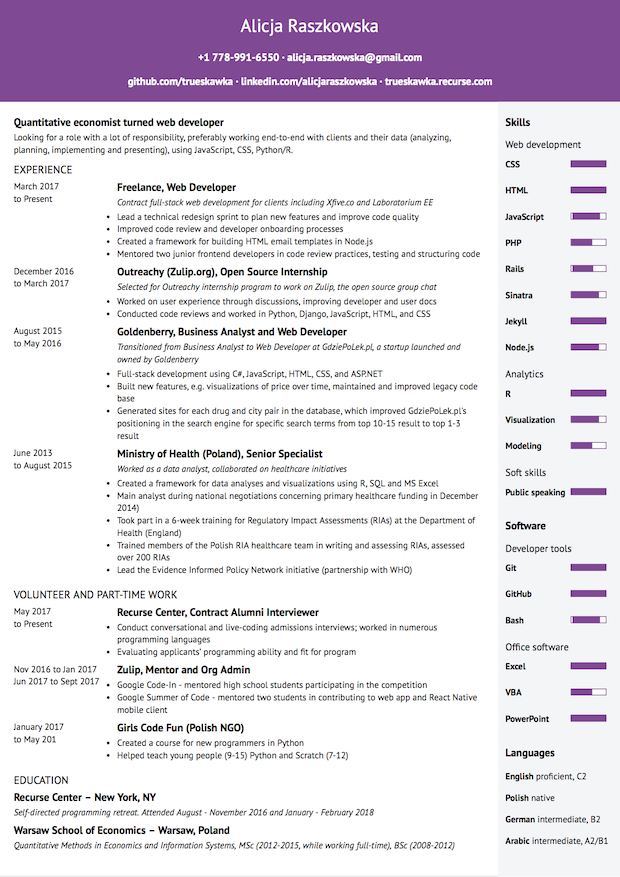 Alicja Raszkowska
+1 778-991-6550 · alicja.raszkowska@gmail.com
github.com/trueskawka · linkedin.com/alicjaraszkowska · trueskawka.recurse.com
Quantitative economist turned web developer
Looking for a role with a lot of responsibility, preferably working end-to-end with clients and their data (analyzing,
planning, implementing and presenting), using JavaScript, CSS, Python/R.
EXPERIENCE
March 2017
to Present
Freelance, Web Developer
Contract full-stack web development for clients including Xfive.co and Laboratorium EE
• Lead a technical redesign sprint to plan new features and improve code quality
• Improved code review and developer onboarding processes
• Created a framework for building HTML email templates in Node.js
• Mentored two junior frontend developers in code review practices, testing and structuring code
December 2016
to March 2017
Outreachy (Zulip.org), Open Source Internship
Selected for Outreachy internship program to work on Zulip, the open source group chat
• Worked on user experience through discussions, improving developer and user docs
• Conducted code reviews and worked in Python, Django, JavaScript, HTML, and CSS
August 2015
to May 2016
Goldenberry, Business Analyst and Web Developer
Transitioned from Business Analyst to Web Developer at GdziePoLek.pl, a startup launched and
owned by Goldenberry
• Full-stack development using C#, JavaScript, HTML, CSS, and ASP.NET
• Built new features, e.g. visualizations of price over time, maintained and improved legacy code
base
• Generated sites for each drug and city pair in the database, which improved GdziePoLek.pl's
positioning in the search engine for specific search terms from top 10-15 result to top 1-3
result
June 2013
to August 2015
Ministry of Health (Poland), Senior Specialist
Worked as a data analyst, collaborated on healthcare initiatives
• Created a framework for data analyses and visualizations using R, SQL and MS Excel
• Main analyst during national negotiations concerning primary healthcare funding in December
2014)
• Took part in a 6-week training for Regulatory Impact Assessments (RIAs) at the Department of
Health (England)
• Trained members of the Polish RIA healthcare team in writing and assessing RIAs, assessed
over 200 RIAs
• Lead the Evidence Informed Policy Network initiative (partnership with WHO)
VOLUNTEER AND PART-TIME WORK
May 2017
to Present
Recurse Center, Contract Alumni Interviewer
• Conduct conversational and live-coding admissions interviews; worked in numerous
programming languages
• Evaluating applicants' programming ability and fit for program
Nov 2016 to Jan 2017
Jun 2017 to Sept 2017
Zulip, Mentor and Org Admin
• Google Code-In - mentored high school students participating in the competition
• Google Summer of Code - mentored two students in contributing to web app and React Native
mobile client
January 2017
to May 201
Girls Code Fun (Polish NGO)
• Created a course for new programmers in Python
• Helped teach young people (9-15) Python and Scratch (7-12)
EDUCATION
Recurse Center – New York, NY
Self-directed programming retreat. Attended August - November 2016 and January - February 2018
Warsaw School of Economics – Warsaw, Poland
Quantitative Methods in Economics and Information Systems, MSc (2012-2015, while working full-time), BSc (2008-2012)
Skills
Web development
CSS
HTML
JavaScript
PHP
Rails
Sinatra
Jekyll
Node.js
Analytics
R
Visualization
Modeling
Soft skills
Public speaking
Software
Developer tools
Git
GitHub
Bash
Office software
Excel
VBA
PowerPoint
Languages
English proficient, C2
Polish native
German intermediate, B2
Arabic intermediate, A2/B1